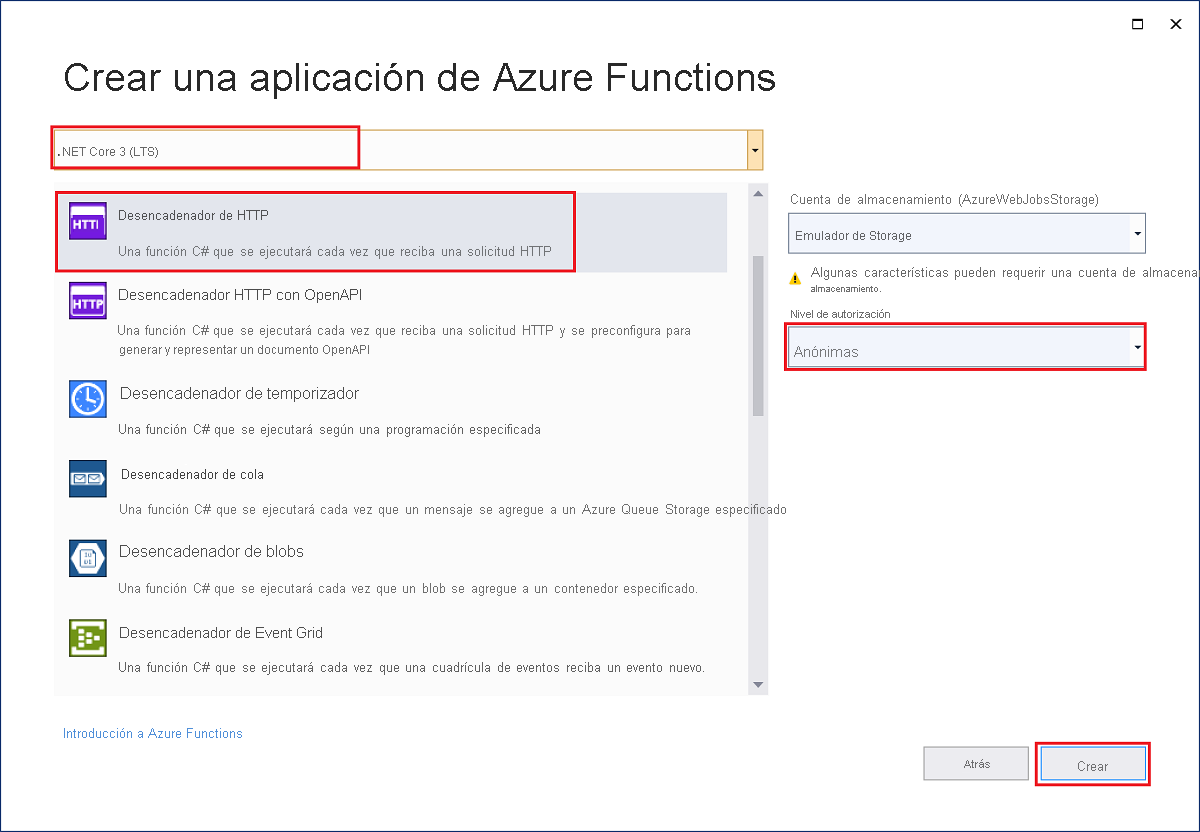 Crear una aplicación de Azure Functions
.NET Core 3 (LTS)
HTTI
Desencadenador de HTTP
Una función C# que se ejecutará cada vez que reciba una solicitud HTTP
HTTP
Desencadenador HTTP con OpenAPI
Una función C# que se ejecutará cada vez que reciba una solicitud HTTP y se preconfigura para
generar y representar un documento OpenAPI
Desencadenador de temporizador
Una función C# que se ejecutará según una programación especificada
Desencadenador de cola
Una función C# que se ejecutará cada vez que un mensaje se agregue a un Azure Queue Storage especificado
Desencadenador de blobs
Una función C# que se ejecutará cada vez que un blob se agregue a un contenedor especificado.
Desencadenador de Event Grid
Una función C# que se ejecutará cada vez que una cuadrícula de eventos reciba un evento nuevo.
Cuenta de almacenamiento (AzureWebJobsStorage)
Emulador de Storage
Algunas características pueden requerir una cuenta de almacena
almacenamiento.
Nivel de autorización
Anónimas
Introducción a Azure Functions
Atrás
Crear